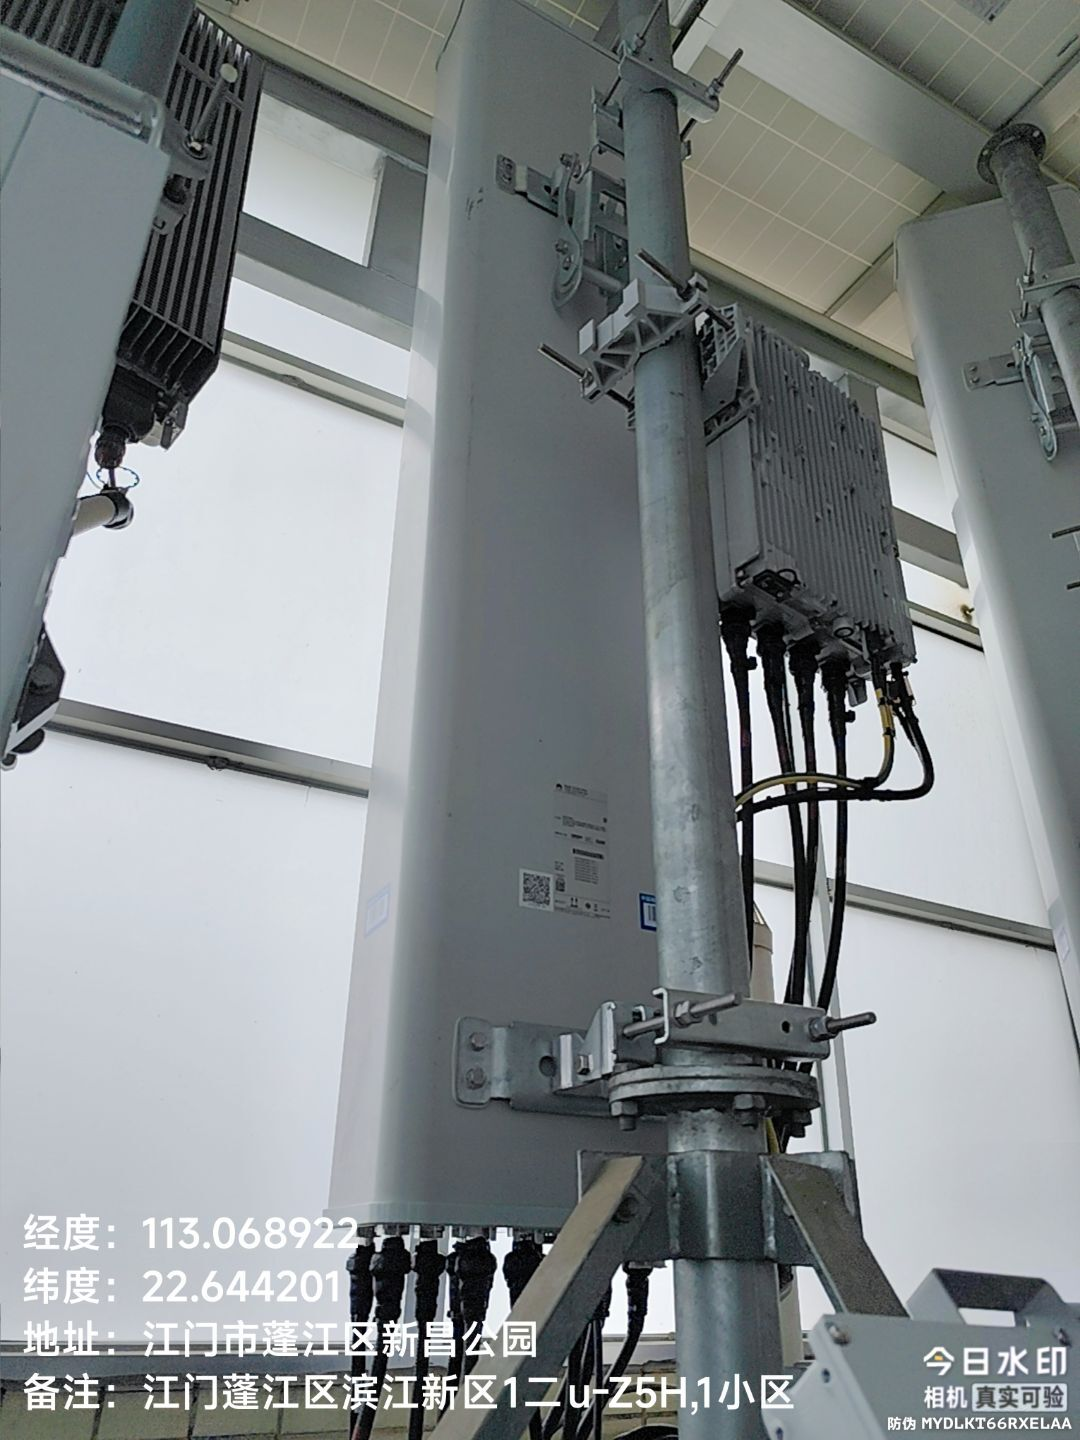 经度：113.068922
纬度：22.644201
地址：江门市蓬江区新昌公园
备注：江门蓬江区滨江新区1二u-Z5H,1小区
今日水印
相机 真实可验
防伪 MYDLKT66RXELAA